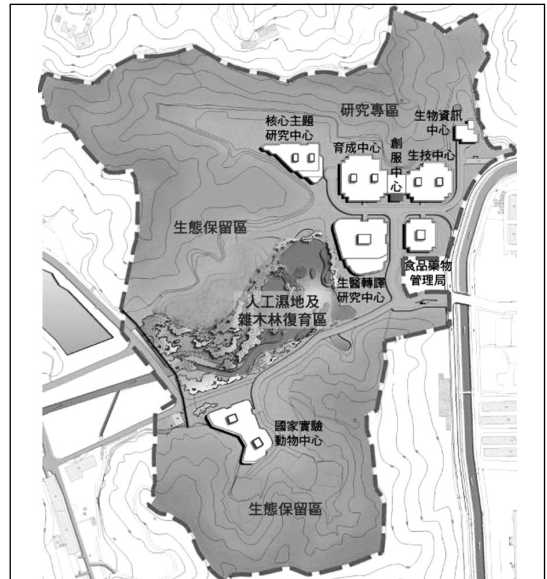 研究專區
生物資訊
中心
核心主題
研究中心
育成中心
創服中心
生技中心
生態保留區
生醫轉譯
研究中心
食品藥物
管理局
人工濕地及
雜木林復育區
國家實驗
動物中心
生態保留區